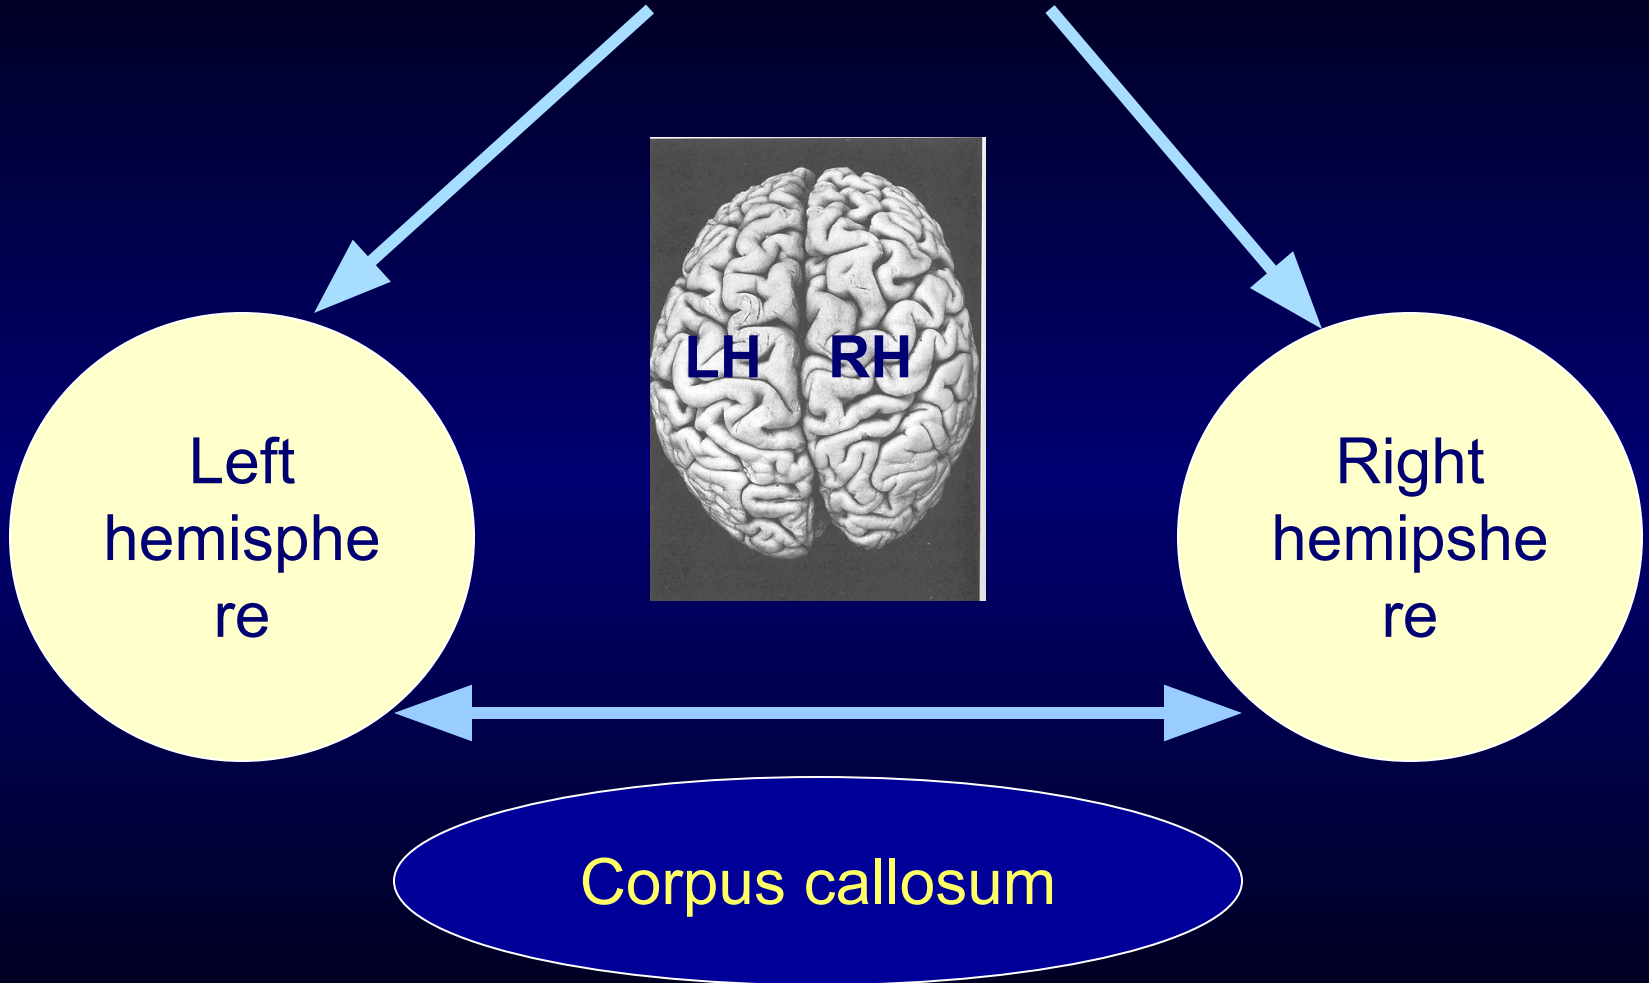 LH RH
Left
hemisphe
re
Right
hemipshe
re
Corpus callosum